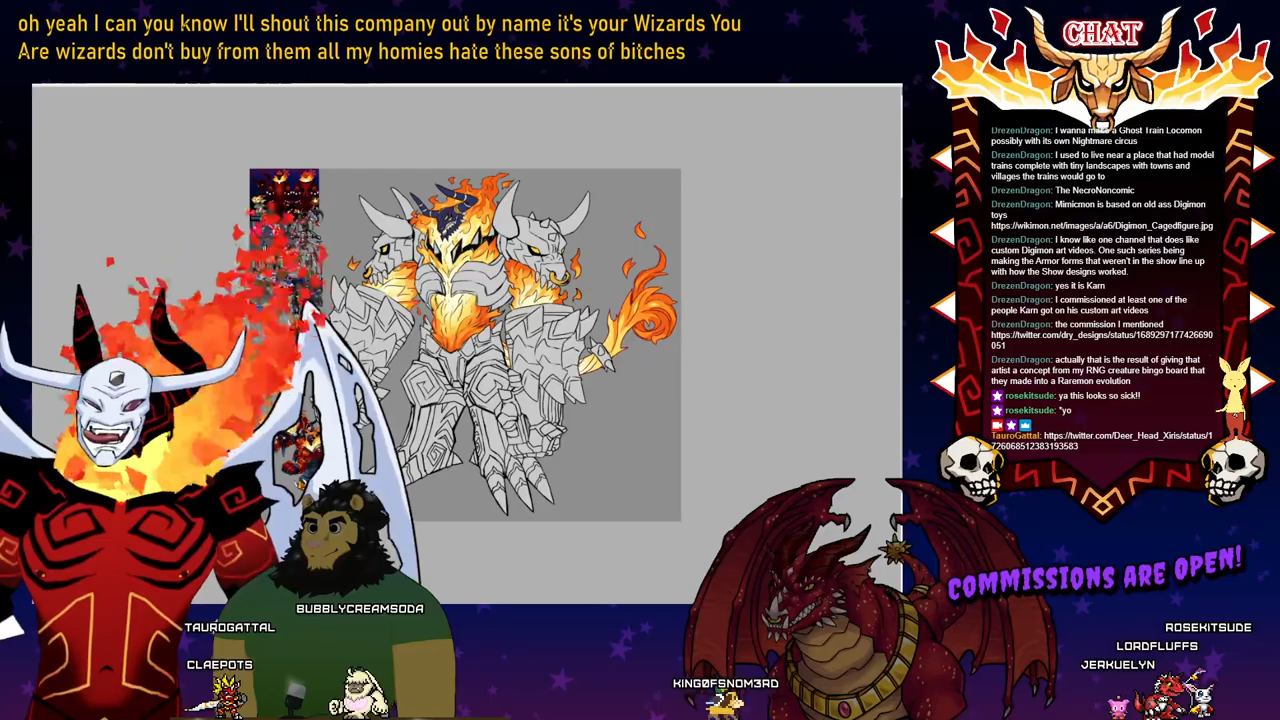 oh yeah I can you know I'll shout this company out by name it's your Wizards You
Are wizards don't buy from them all my homies hate these sons of bitches
CHAT
DrezenDragon: I wanna make a Ghost Train Locomon
possibly with its own Nightmare circus
DrezenDragon: I used to live near a place that had model
trains complete with tiny landscapes with towns and
villages the trains would go to
DrezenDragon: The NecroNoncomic
DrezenDragon: Mimicmon is based on old ass Digimon
toys
https://wikimon.net/images/a/a6/Digimon_Cagedfigure.jpg
DrezenDragon: I know like one channel that does like
custom Digimon art videos. One such series being
making the Armor forms that weren't in the show line up
with how the Show designs worked.
DrezenDragon: yes it is Karn
DrezenDragon: I commissioned at least one of the
people Karn got on his custom art videos
DrezenDragon: the commission I mentioned
https://twitter.com/dry_designs/status/1689297177426690
051
DrezenDragon: actually that is the result of giving that
artist a concept from my RNG creature bingo board that
they made into a Raremon evolution
rosekitsude: ya this looks so sick!!
rosekitsude: *yo
TauroGattal: https://twitter.com/Deer_Head_Xiris/status/1
726068512383193583
COMMISSIONS ARE OPEN!
BUBBLYCREAMSODA
TAUROGATTAL
CLAEPOTS
KING0FSNOM3RD
ROSEKITSUDE
LORDFLUFFS
JERKUELYN